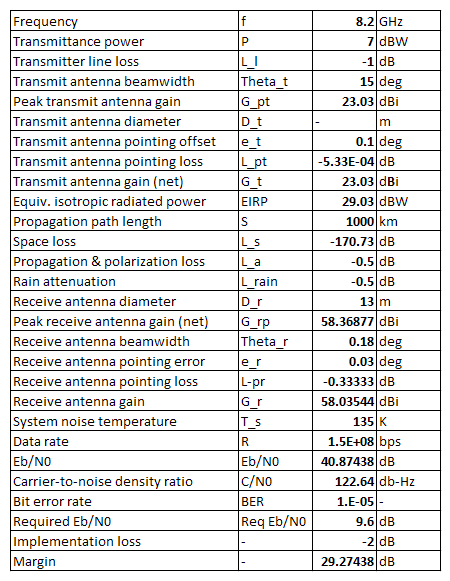 Frequency f 8.2 GHz
Transmittance power P 7 dBW
Transmitter line loss L_l -1 dB
Transmit antenna beamwidth Theta_t 15 deg
Peak transmit antenna gain G_pt 23.03 dBi
Transmit antenna diameter D_t - m
Transmit antenna pointing offset e_t 0.1 deg
Transmit antenna pointing loss L_pt -5.33E-04 dB
Transmit antenna gain (net) G_t 23.03 dBi
Equiv. isotropic radiated power EIRP 29.03 dBW
Propagation path length S 1000 km
Space loss L_s -170.73 dB
Propagation & polarization loss L_a -0.5 dB
Rain attenuation L_rain -0.5 dB
Receive antenna diameter D_r 13 m
Peak receive antenna gain (net) G_rp 58.36877 dBi
Receive antenna beamwidth Theta_r 0.18 deg
Receive antenna pointing error e_r 0.03 deg
Receive antenna pointing loss L-pr -0.33333 dB
Receive antenna gain G_r 58.03544 dBi
System noise temperature T_s 135 K
Data rate R 1.5E+08 bps
Eb/N0 Eb/N0 40.87438 dB
Carrier-to-noise density ratio C/N0 122.64 db-Hz
Bit error rate BER 1.E-05 -
Required Eb/N0 Req Eb/N0 9.6 dB
Implementation loss - -2 dB
Margin - 29.27438 dB